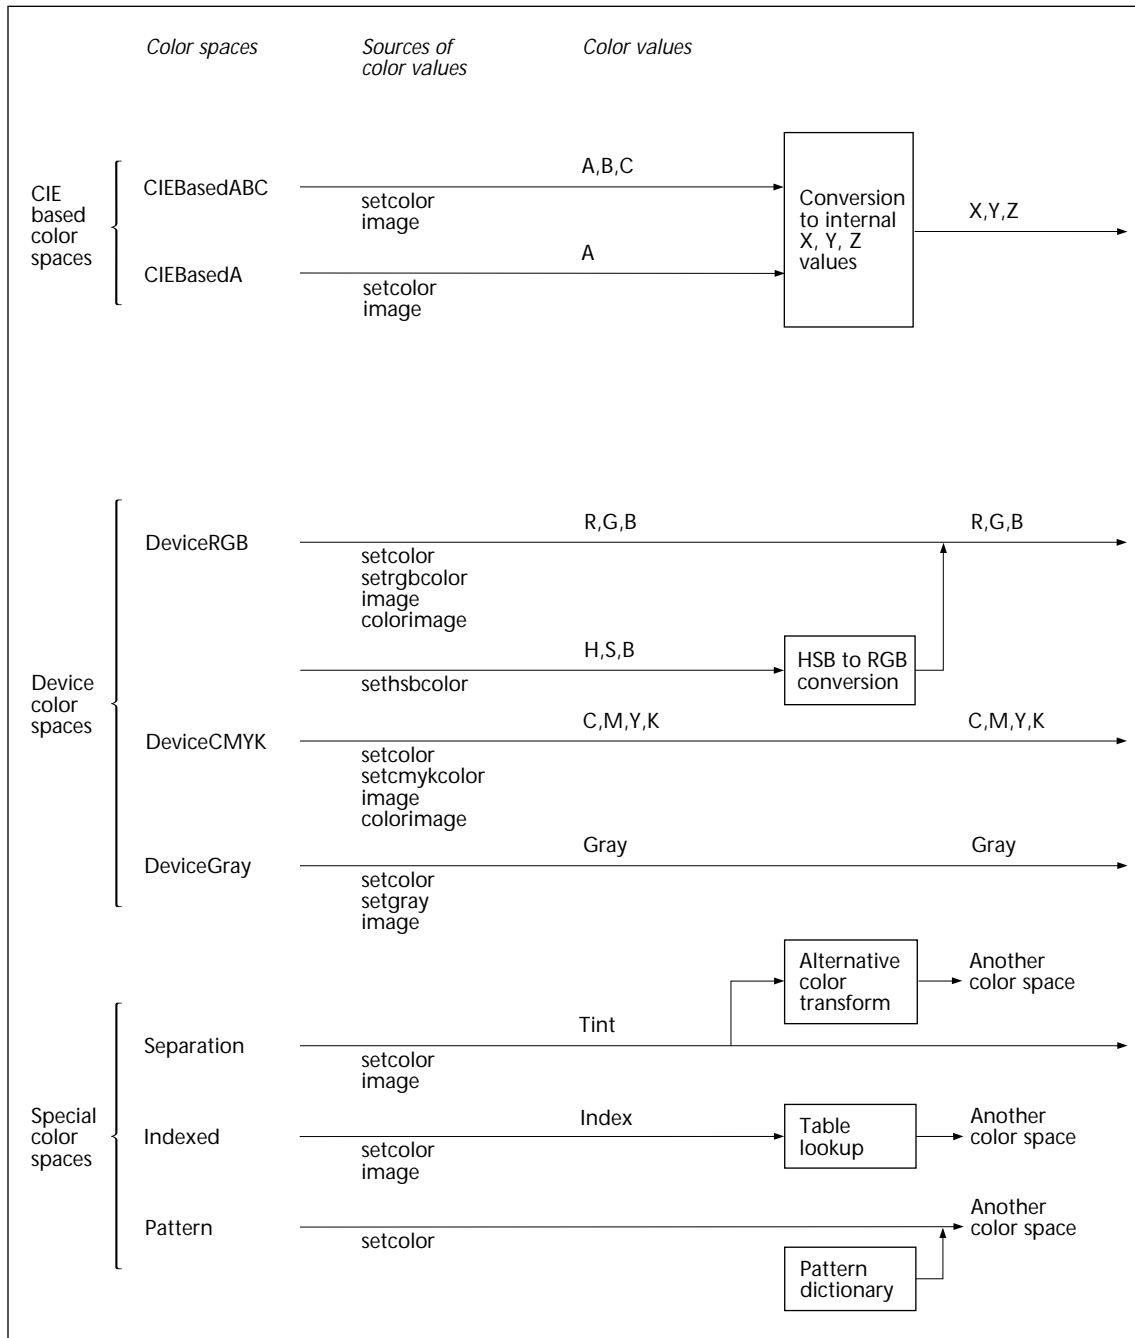 Color spaces
Sources of
color values
Color values
CIE
based
color
spaces
CIEBasedABC
setcolor
image
A,B,C
CIEBasedA
setcolor
image
A
Conversion
to internal
X, Y, Z
values
X,Y,Z
Device
color
spaces
DeviceRGB
setcolor
setrgbcolor
image
colorimage
R,G,B
R,G,B
sethsbcolor
H,S,B
HSB to RGB
conversion
DeviceCMYK
setcolor
setcmykcolor
image
colorimage
C,M,Y,K
C,M,Y,K
DeviceGray
setcolor
setgray
image
Gray
Gray
Special
color
spaces
Separation
setcolor
image
Tint
Alternative
color
transform
Another
color space
Indexed
setcolor
image
Index
Table
lookup
Another
color space
Pattern
setcolor
Pattern
dictionary
Another
color space